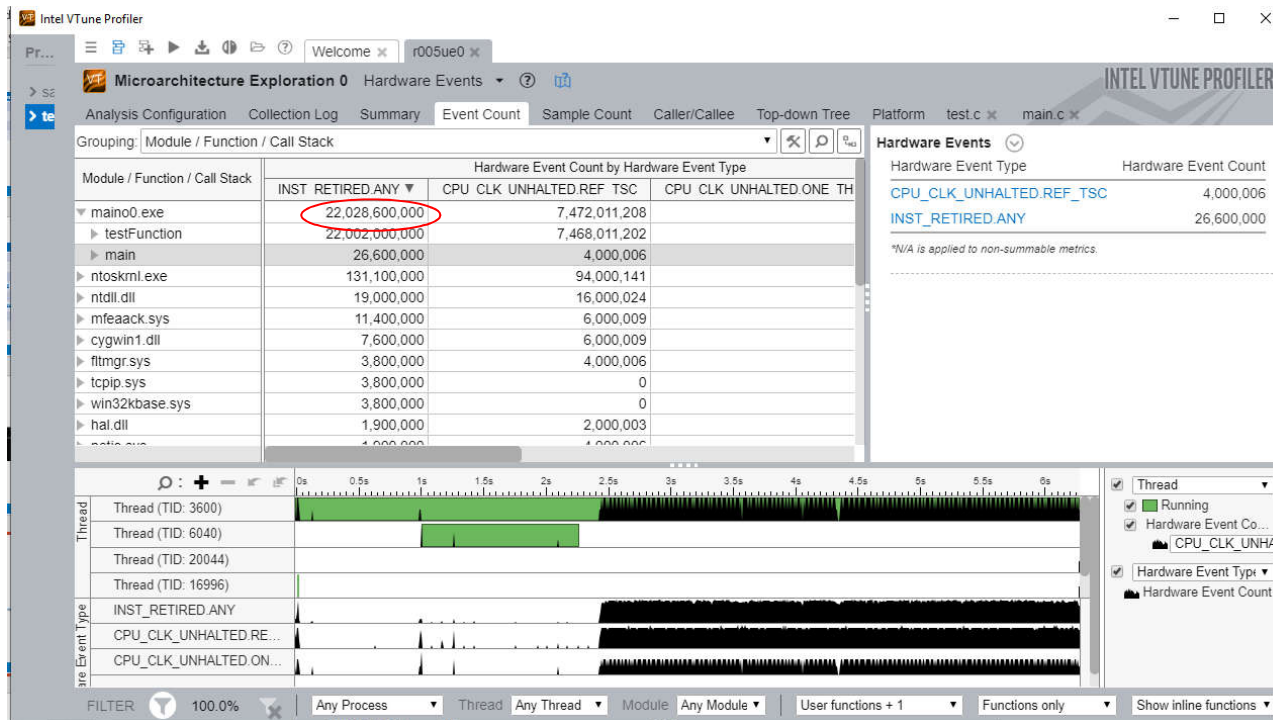 Intel VTune Profiler
Pr...
Welcome
r005ue0
Microarchitecture Exploration 0 Hardware Events
INTEL VTUNE PROFILER
> sa
> te
Analysis Configuration Collection Log Summary Event Count Sample Count Caller/Callee Top-down Tree Platform test.c main.c
Grouping: Module / Function / Call Stack
Module / Function / Call Stack
Hardware Event Count by Hardware Event Type
INST_RETIRED.ANY ▼ CPU_CLK_UNHALTED.REF_TSC CPU_CLK_UNHALTED.ONE_TH
maino0.exe 22,028,600,000 7,472,011,208
testFunction 22,002,000,000 7,468,011,202
main 26,600,000 4,000,006
ntoskrnl.exe 131,100,000 94,000,141
ntdll.dll 19,000,000 16,000,024
mfeaack.sys 11,400,000 6,000,009
cygwin1.dll 7,600,000 6,000,009
fltmgr.sys 3,800,000 4,000,006
tcpip.sys 3,800,000 0
win32kbase.sys 3,800,000 0
hal.dll 1,900,000 2,000,003
Hardware Events
Hardware Event Type Hardware Event Count
CPU_CLK_UNHALTED.REF_TSC 4,000,006
INST_RETIRED.ANY 26,600,000
*N/A is applied to non-summable metrics.
0s 0.5s 1s 1.5s 2s 2.5s 3s 3.5s 4s 4.5s 5s 5.5s 6s
Thread
Thread (TID: 3600)
Thread (TID: 6040)
Thread (TID: 20044)
Thread (TID: 16996)
are Event Type
INST_RETIRED.ANY
CPU_CLK_UNHALTED.RE...
CPU_CLK_UNHALTED.ON...
Thread
Running
Hardware Event Co...
CPU_CLK_UNHA
Hardware Event Type
Hardware Event Count
FILTER 100.0% Any Process Thread Any Thread Module Any Module User functions + 1 Functions only Show inline functions